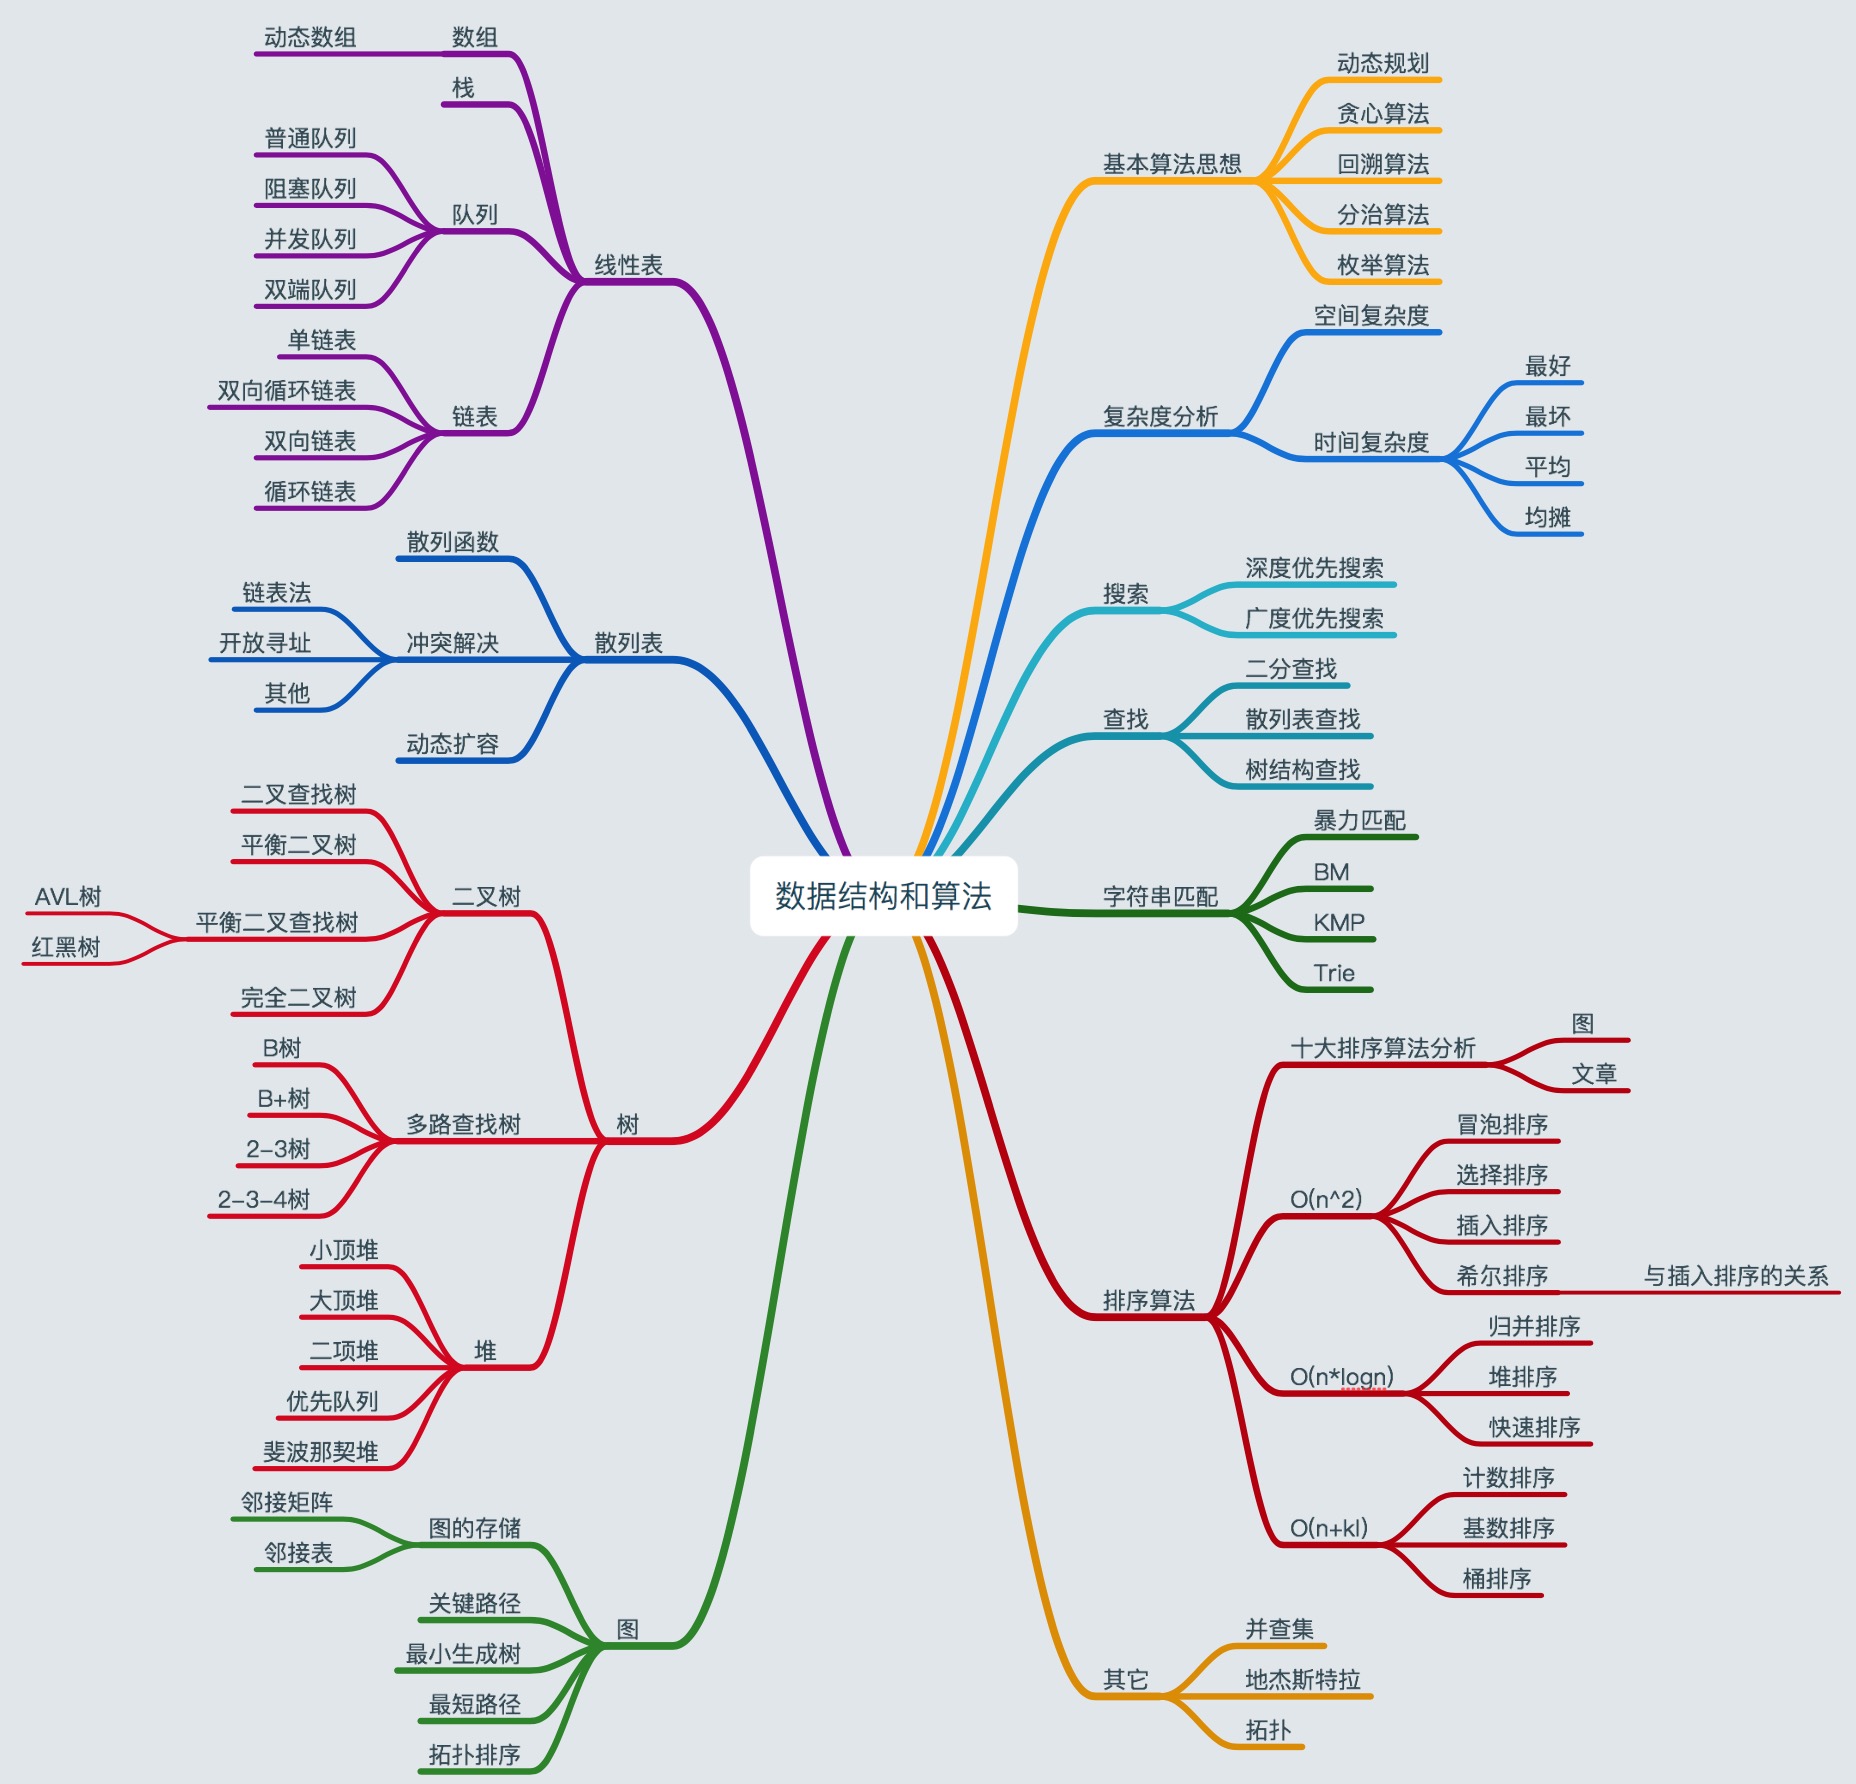 数据结构和算法
线性表
数组
动态数组
栈
队列
普通队列
阻塞队列
并发队列
双端队列
链表
单链表
双向循环链表
双向链表
循环链表
散列表
散列函数
冲突解决
链表法
开放寻址
其他
动态扩容
树
二叉树
二叉查找树
平衡二叉树
平衡二叉查找树
AVL树
红黑树
完全二叉树
多路查找树
B树
B+树
2-3树
2-3-4树
堆
小顶堆
大顶堆
二项堆
优先队列
斐波那契堆
图
图的存储
邻接矩阵
邻接表
关键路径
最小生成树
最短路径
拓扑排序
基本算法思想
动态规划
贪心算法
回溯算法
分治算法
枚举算法
复杂度分析
空间复杂度
时间复杂度
最好
最坏
平均
均摊
搜索
深度优先搜索
广度优先搜索
查找
二分查找
散列表查找
树结构查找
字符串匹配
暴力匹配
BM
KMP
Trie
排序算法
十大排序算法分析
图
文章
O(n^2)
冒泡排序
选择排序
插入排序
希尔排序
与插入排序的关系
O(n*logn)
归并排序
堆排序
快速排序
O(n+kl)
计数排序
基数排序
桶排序
其它
并查集
地杰斯特拉
拓扑